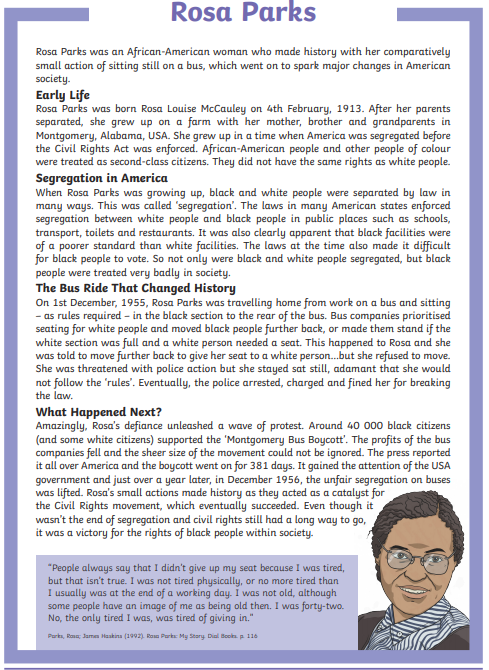 Rosa Parks
Rosa Parks was an African-American woman who made history with her comparatively
small action of sitting still on a bus, which went on to spark major changes in American
society.
Early Life
Rosa Parks was born Rosa Louise McCauley on 4th February, 1913. After her parents
separated, she grew up on a farm with her mother, brother and grandparents in
Montgomery, Alabama, USA. She grew up in a time when America was segregated before
the Civil Rights Act was enforced. African-American people and other people of colour
were treated as second-class citizens. They did not have the same rights as white people.
Segregation in America
When Rosa Parks was growing up, black and white people were separated by law in
many ways. This was called ‘segregation’. The laws in many American states enforced
segregation between white people and black people in public places such as schools,
transport, toilets and restaurants. It was also clearly apparent that black facilities were
of a poorer standard than white facilities. The laws at the time also made it difficult
for black people to vote. So not only were black and white people segregated, but black
people were treated very badly in society.
The Bus Ride That Changed History
On 1st December, 1955, Rosa Parks was travelling home from work on a bus and sitting
– as rules required – in the black section to the rear of the bus. Bus companies prioritised
seating for white people and moved black people further back, or made them stand if the
white section was full and a white person needed a seat. This happened to Rosa and she
was told to move further back to give her seat to a white person...but she refused to move.
She was threatened with police action but she stayed sat still, adamant that she would
not follow the ‘rules’. Eventually, the police arrested, charged and fined her for breaking
the law.
What Happened Next?
Amazingly, Rosa’s defiance unleashed a wave of protest. Around 40 000 black citizens
(and some white citizens) supported the ‘Montgomery Bus Boycott’. The profits of the bus
companies fell and the sheer size of the movement could not be ignored. The press reported
it all over America and the boycott went on for 381 days. It gained the attention of the USA
government and just over a year later, in December 1956, the unfair segregation on buses
was lifted. Rosa’s small actions made history as they acted as a catalyst for
the Civil Rights movement, which eventually succeeded. Even though it
wasn’t the end of segregation and civil rights still had a long way to go,
it was a victory for the rights of black people within society.
“People always say that I didn’t give up my seat because I was tired,
but that isn’t true. I was not tired physically, or no more tired than
I usually was at the end of a working day. I was not old, although
some people have an image of me as being old then. I was forty-two.
No, the only tired I was, was tired of giving in.”
Parks, Rosa; James Haskins (1992). Rosa Parks: My Story. Dial Books. p. 116